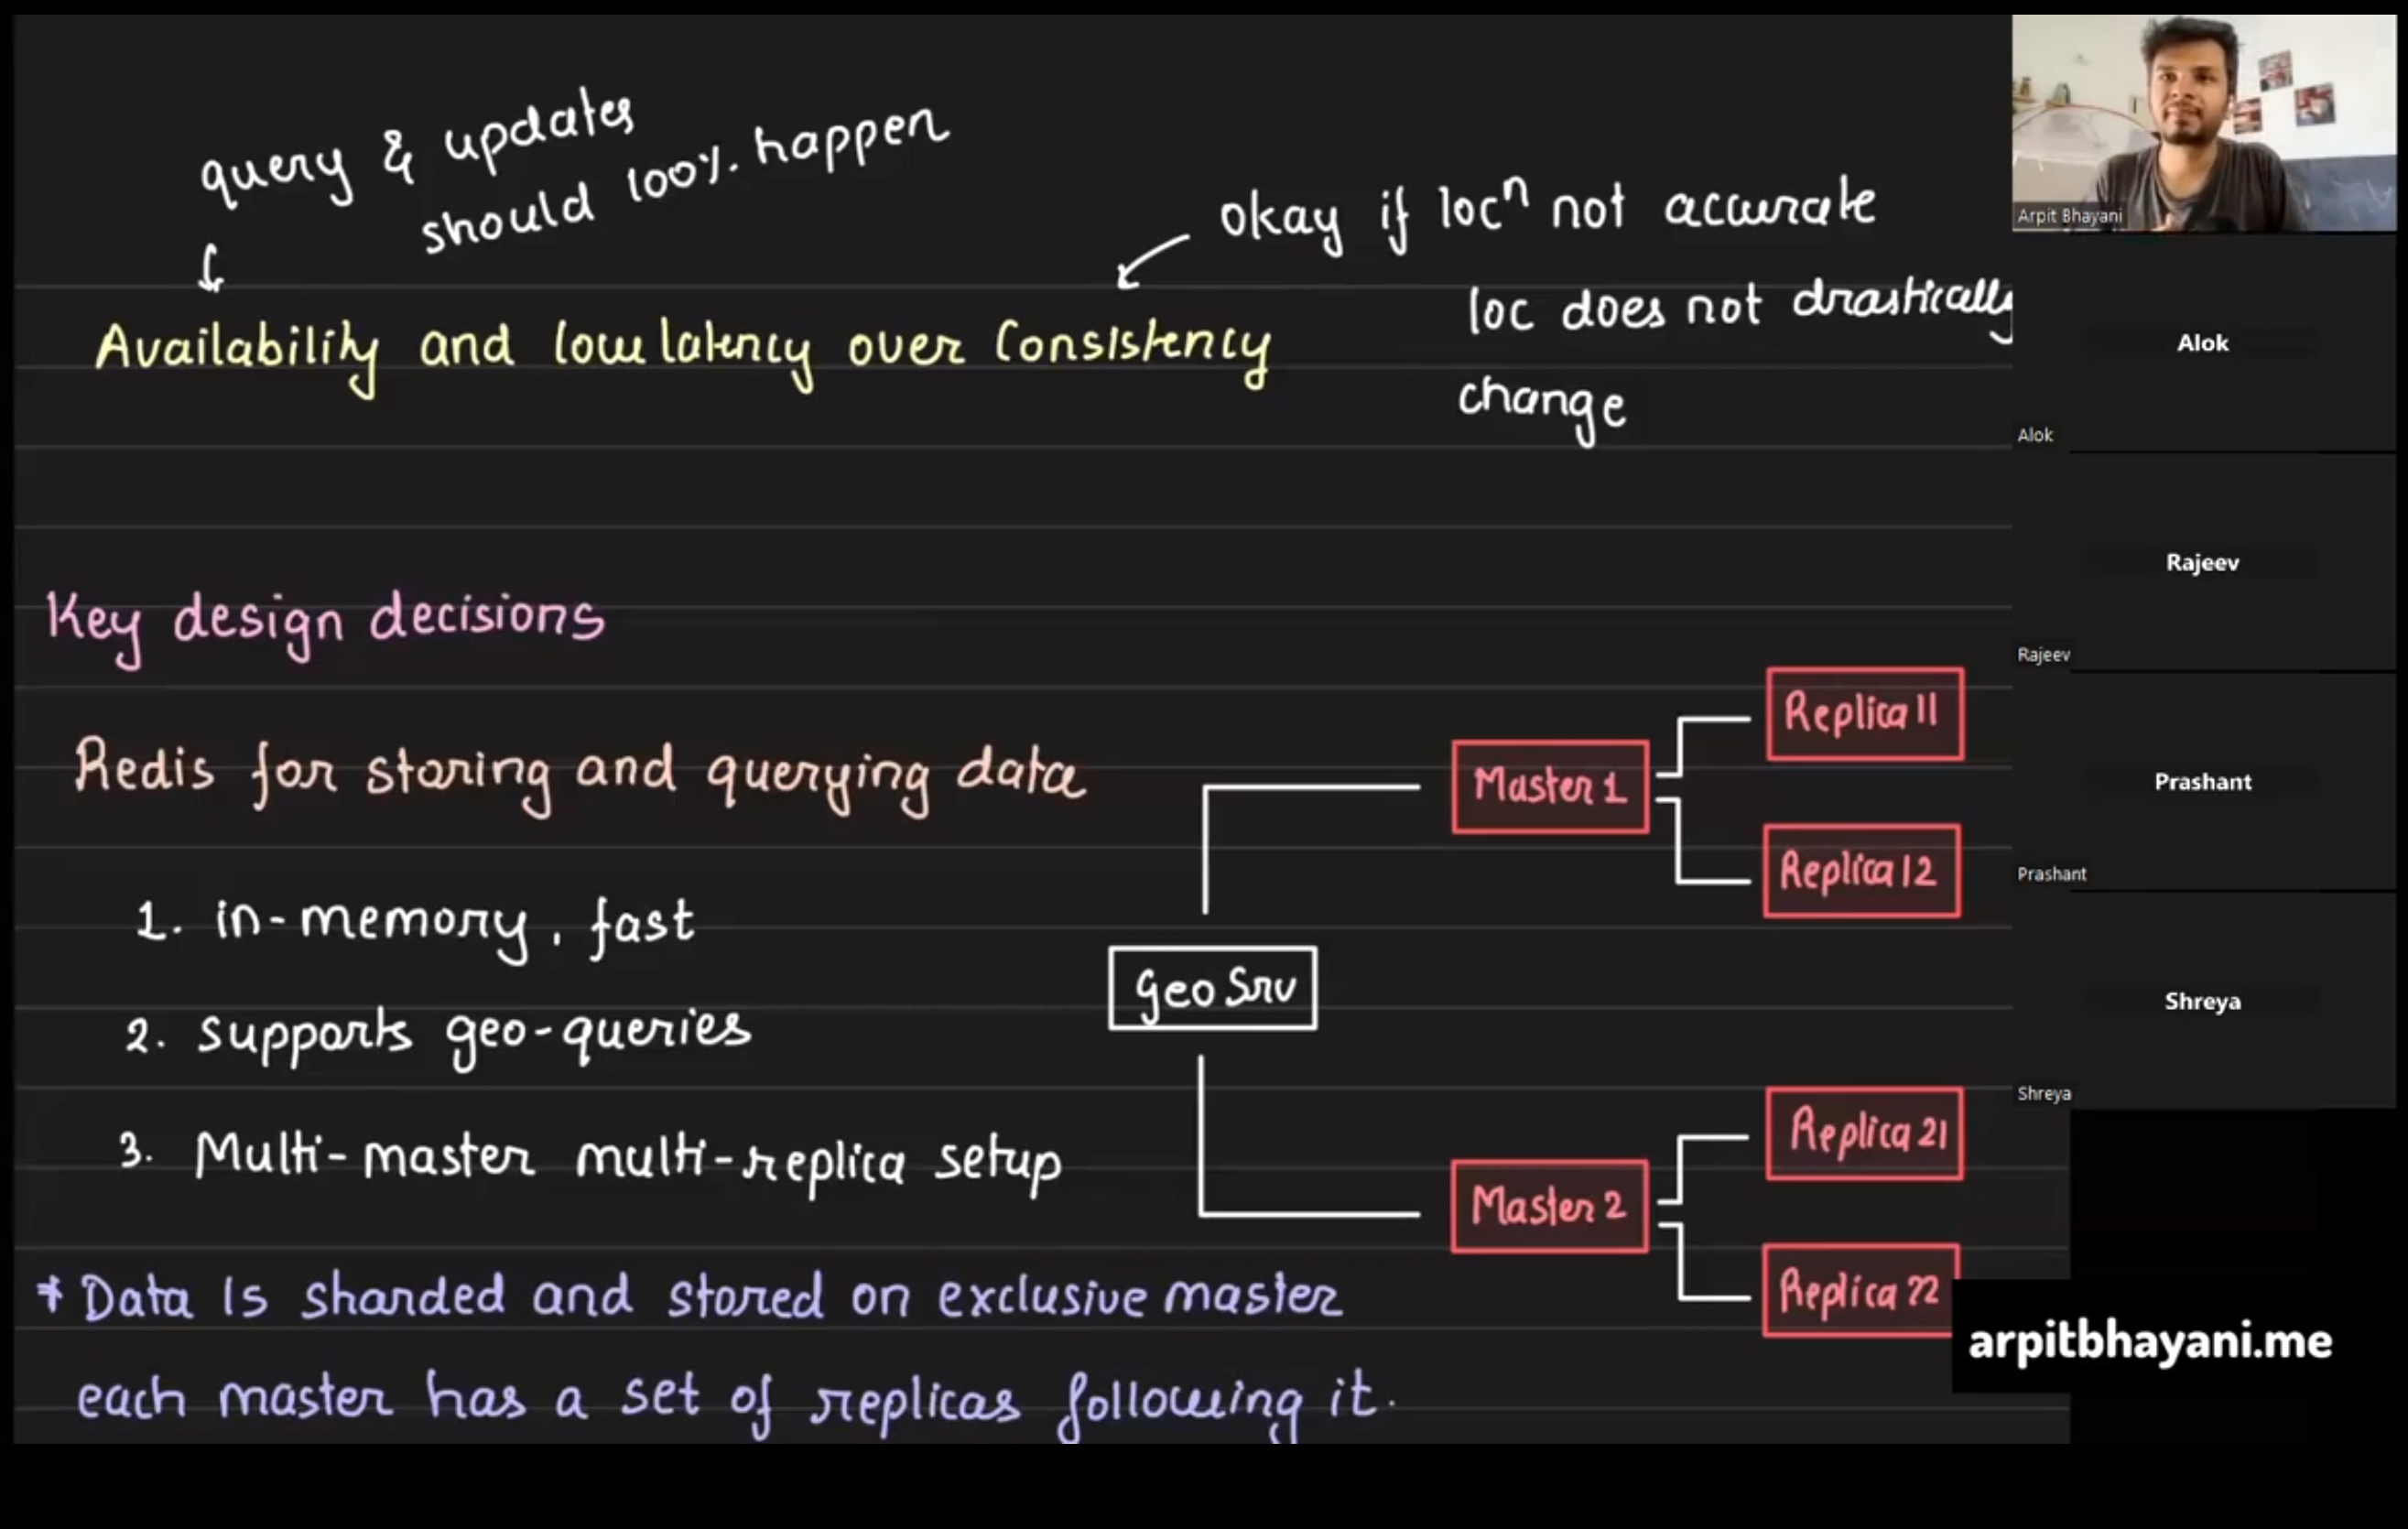 query & updates
should 100%. happen
okay if locⁿ not accurate
loc does not drastically
change
Availability and low latency over Consistency
Key design decisions
Redis for storing and querying data
1. in-memory, fast
2. supports geo-queries
3. Multi-master multi-replica setup
* Data is sharded and stored on exclusive master
each master has a set of replicas following it.
Geo Srv
Master 1
Replica 11
Replica 12
Master 2
Replica 21
Replica 22
Arpit Bhayani
Alok
Alok
Rajeev
Rajeev
Prashant
Prashant
Shreya
Shreya
arpitbhayani.me